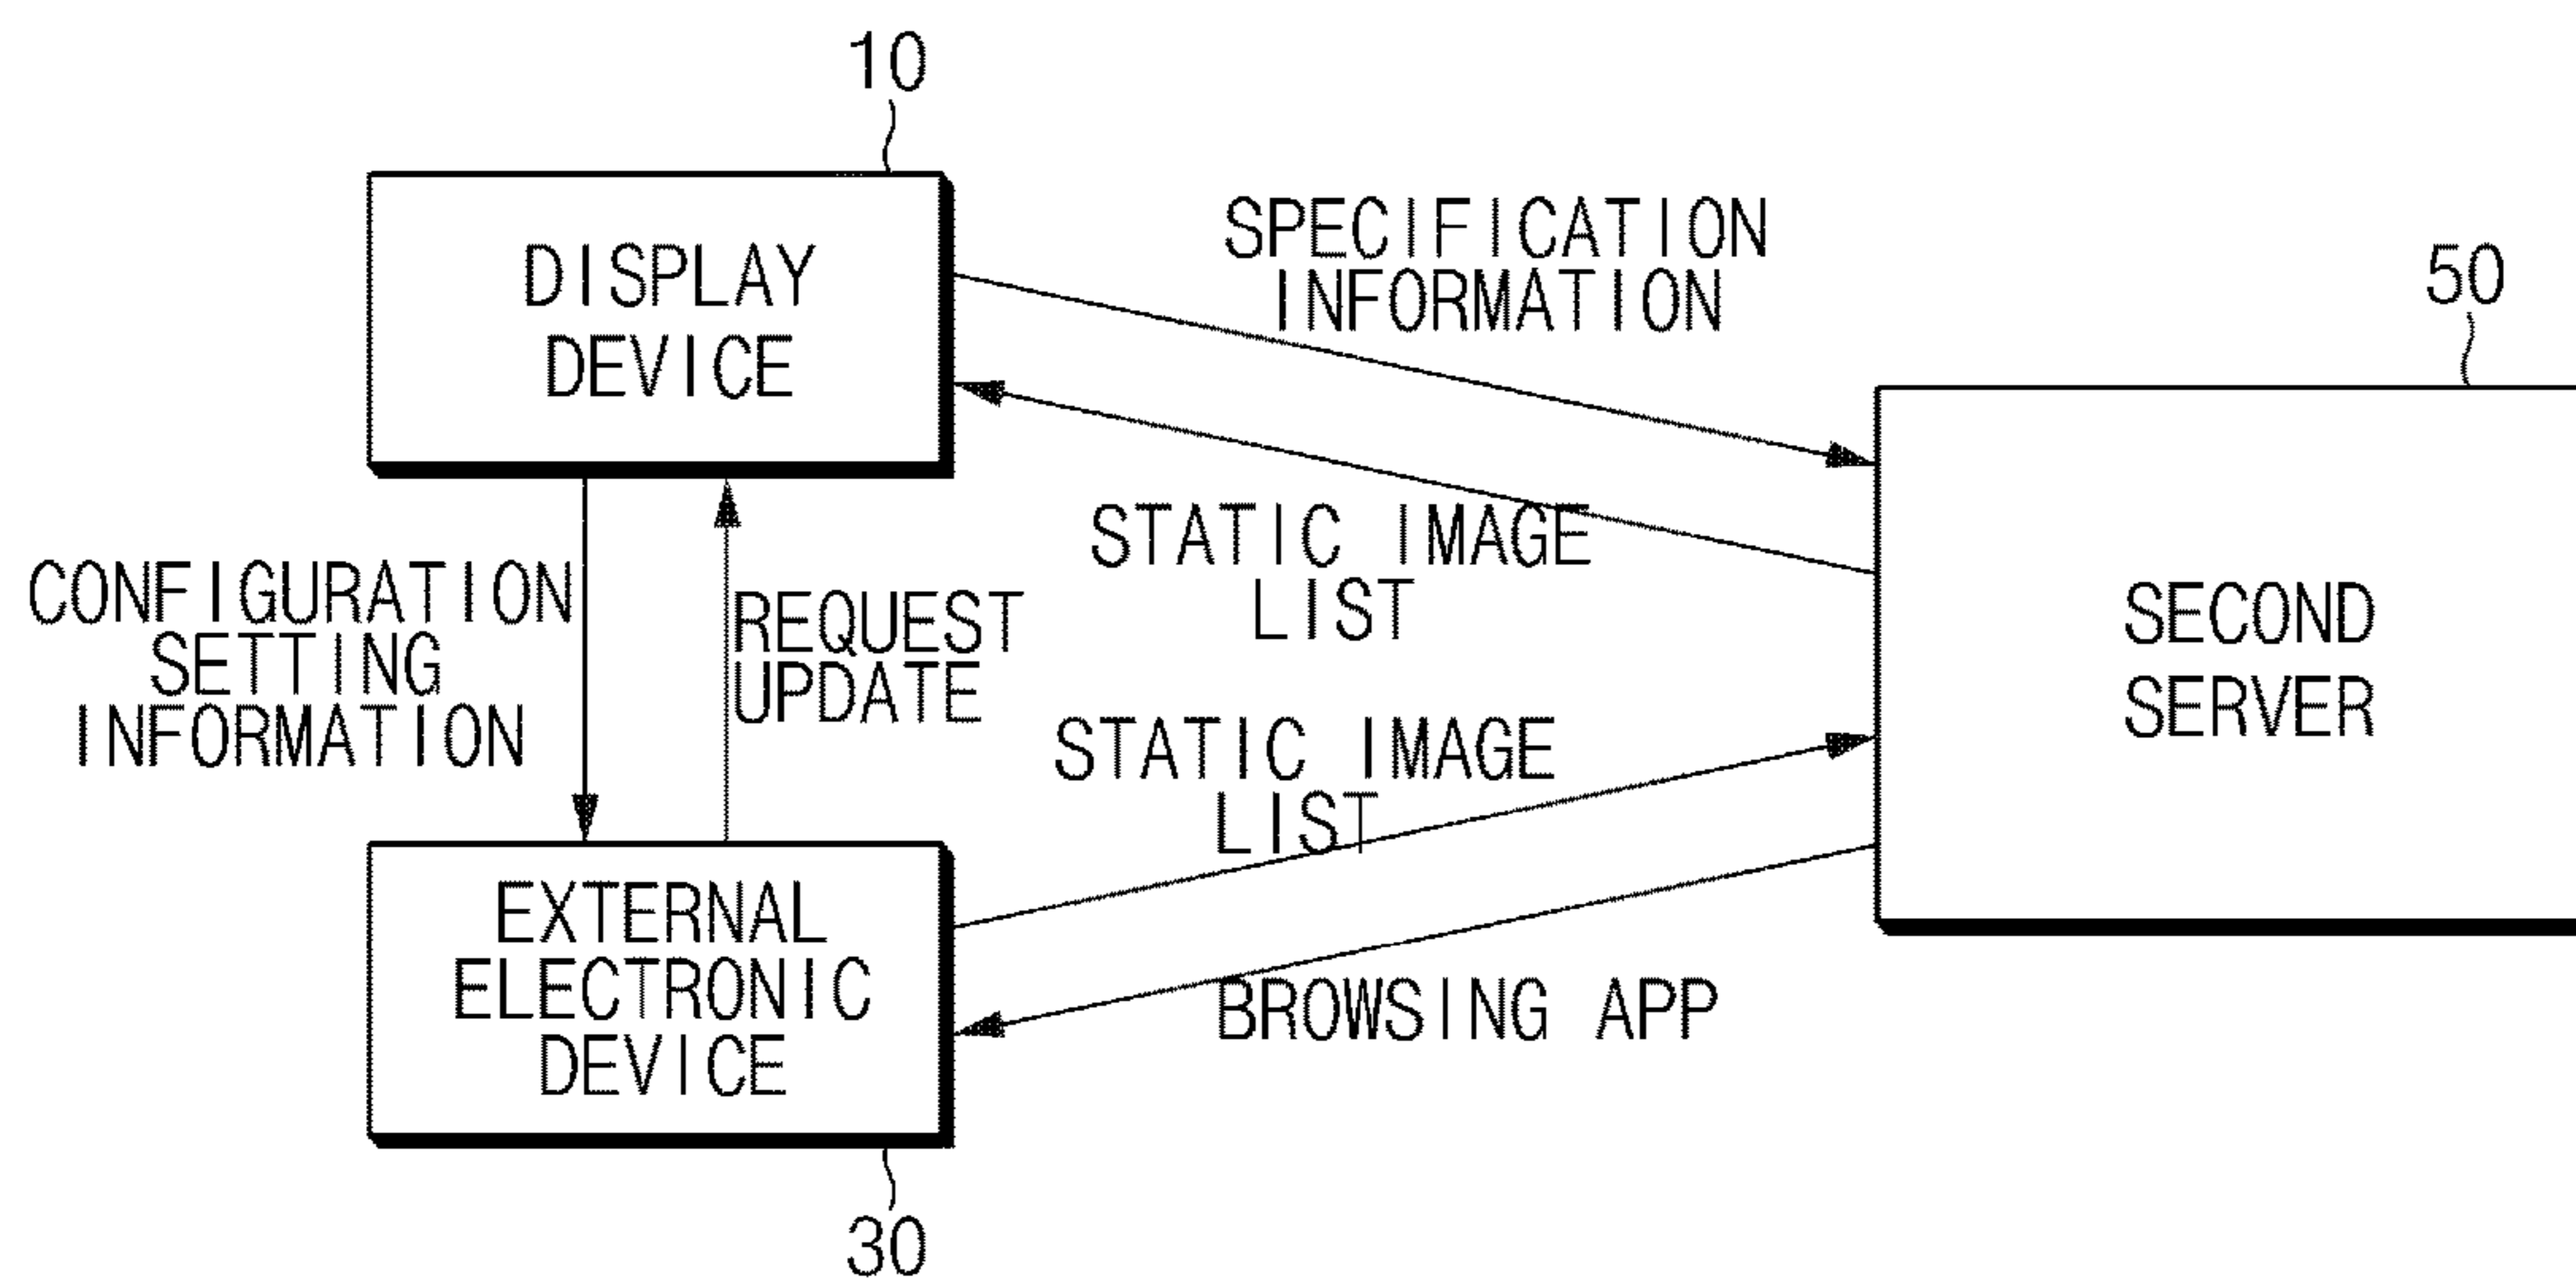 10
DISPLAY
DEVICE
SPECIFICATION
INFORMATION
50
CONFIGURATION
SETTING
INFORMATION
REQUEST
UPDATE
STATIC IMAGE
LIST
STATIC IMAGE
LIST
SECOND
SERVER
EXTERNAL
ELECTRONIC
DEVICE
BROWSING APP
30